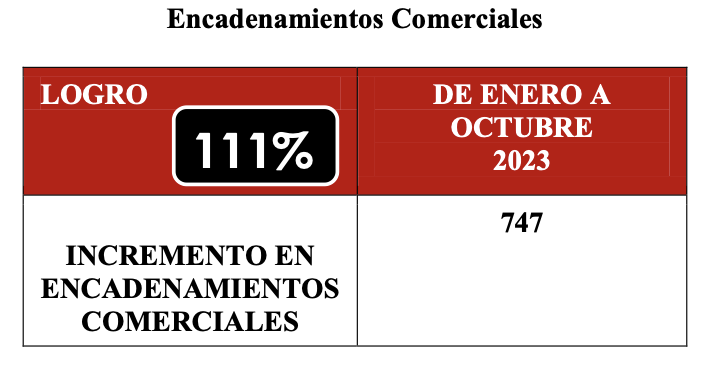 Encadenamientos Comerciales
LOGRO
111%
DE ENERO A
OCTUBRE
2023
INCREMENTO EN
ENCADENAMIENTOS
COMERCIALES
747